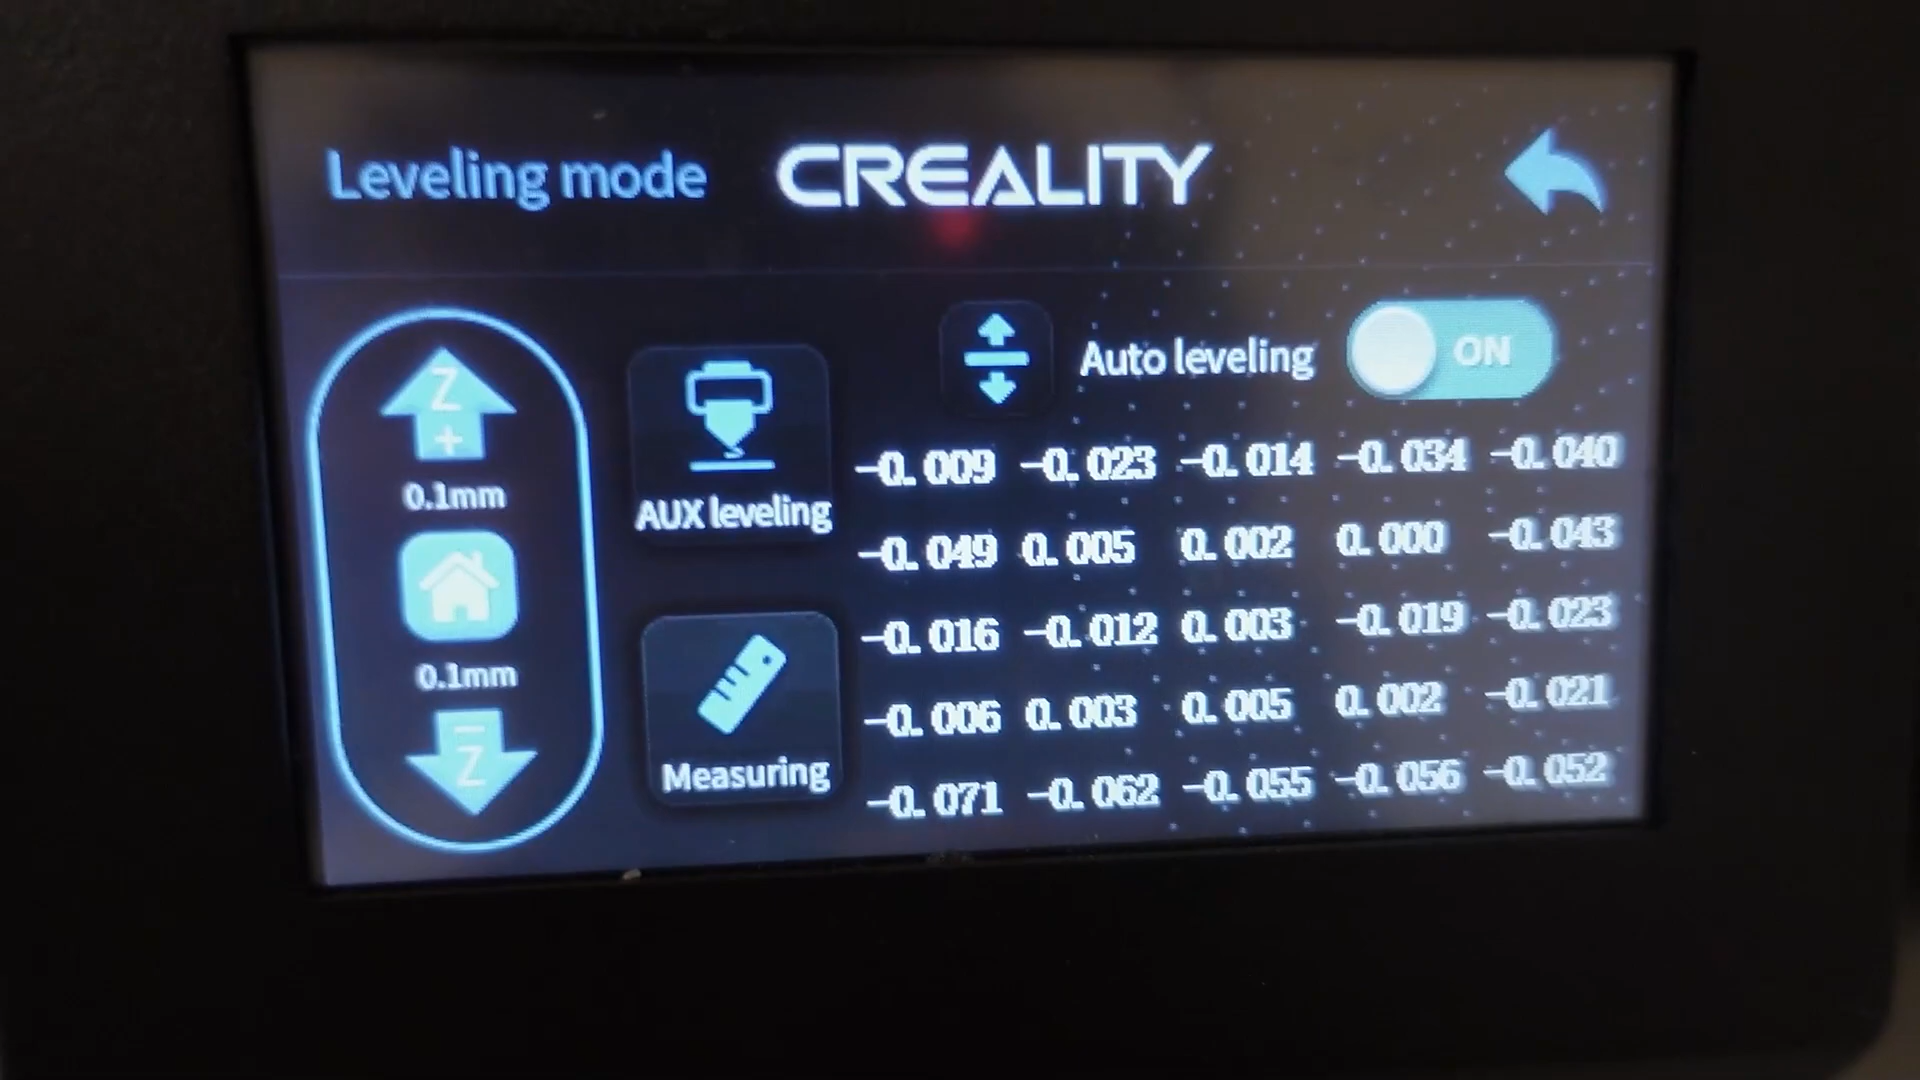 Leveling mode CREALITY
Auto leveling ON
Z
+
0.1mm
0.1mm
-
Z
AUX leveling
Measuring
-0.009 -0.023 -0.014 -0.034 -0.040
-0.049 0.005 0.002 0.000 -0.043
-0.016 -0.012 0.003 -0.019 -0.023
-0.006 0.003 0.005 0.002 -0.021
-0.071 -0.062 -0.055 -0.056 -0.052